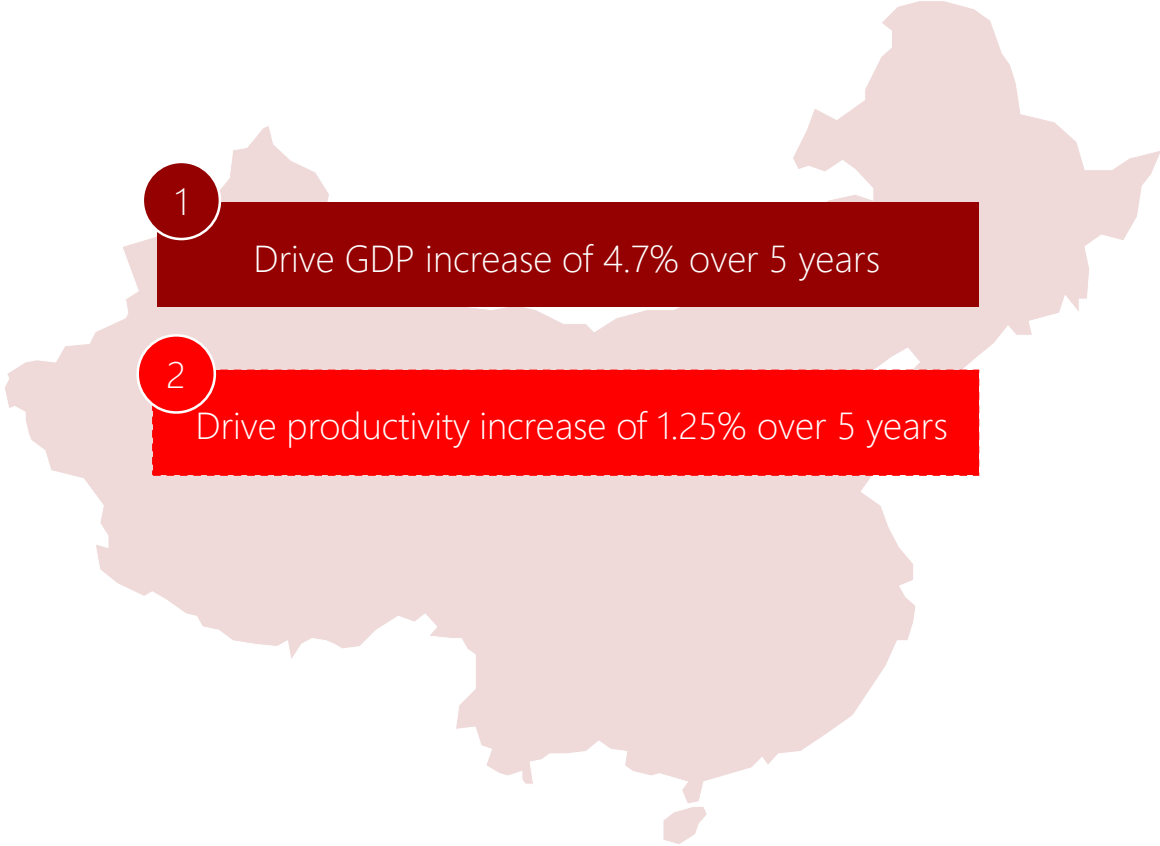 1
Drive GDP increase of 4.7% over 5 years
2
Drive productivity increase of 1.25% over 5 years